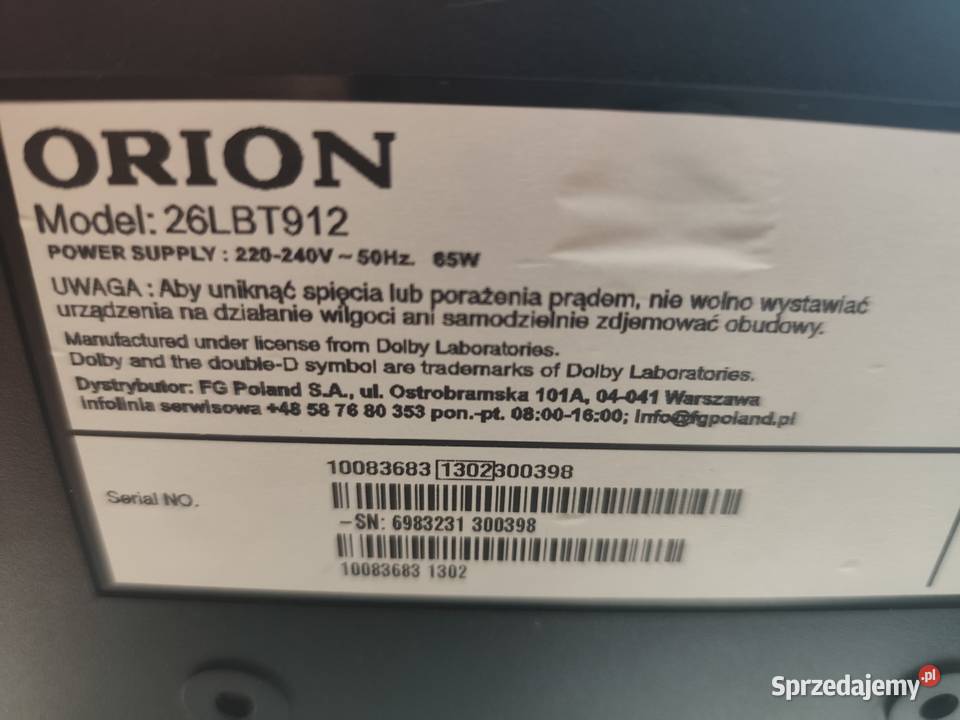 ORION
Model: 26LBT912
POWER SUPPLY : 220-240V ~ 50Hz. 65W
UWAGA : Aby uniknąć spięcia lub porażenia prądem, nie wolno wystawiać
urządzenia na działanie wilgoci ani samodzielnie zdjemować obudowy.
Manufactured under license from Dolby Laboratories.
Dolby and the double-D symbol are trademarks of Dolby Laboratories.
Dystrybutor: FG Poland S.A., ul. Ostrobramska 101A, 04-041 Warszawa
Infolinia serwisowa +48 58 76 80 353 pon.-pt. 08:00-16:00; info@fgpoland.pl
10083683 1302300398
Serial NO.
-SN: 6983231 300398
10083683 1302
Sprzedajemy.pl